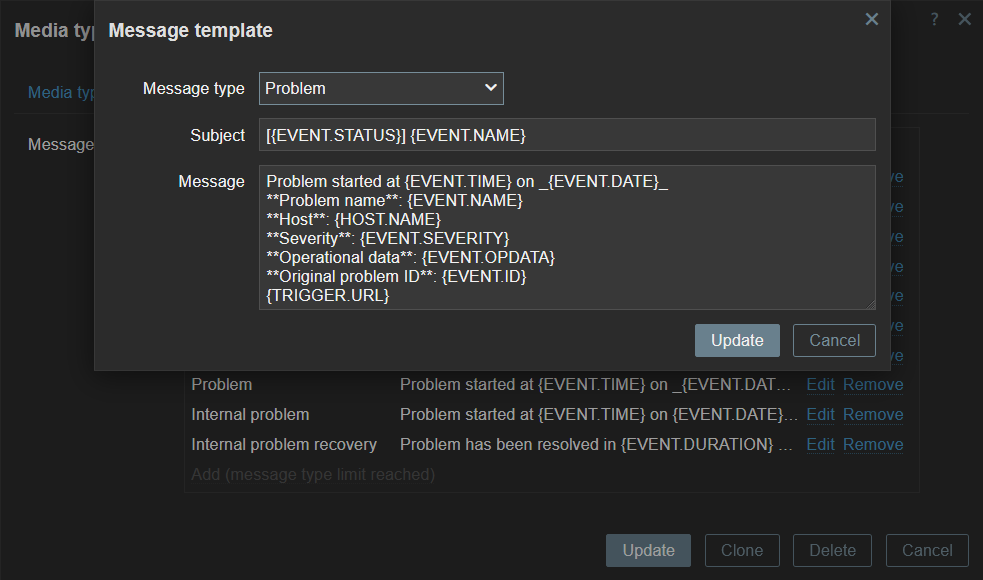 Media typ
?
Message template
Media typ
Message type
Problem
Message
Subject
[{EVENT.STATUS}] {EVENT.NAME}
Message
Problem started at {EVENT.TIME} on _{EVENT.DATE}_
**Problem name**: {EVENT.NAME}
**Host**: {HOST.NAME}
**Severity**: {EVENT.SEVERITY}
**Operational data**: {EVENT.OPDATA}
**Original problem ID**: {EVENT.ID}
{TRIGGER.URL}
ve
ve
ve
ve
ve
ve
ve
Update
Cancel
Problem Problem started at {EVENT.TIME} on _{EVENT.DAT... Edit Remove
Internal problem Problem started at {EVENT.TIME} on {EVENT.DATE}... Edit Remove
Internal problem recovery Problem has been resolved in {EVENT.DURATION} ... Edit Remove
Add (message type limit reached)
Update Clone Delete Cancel